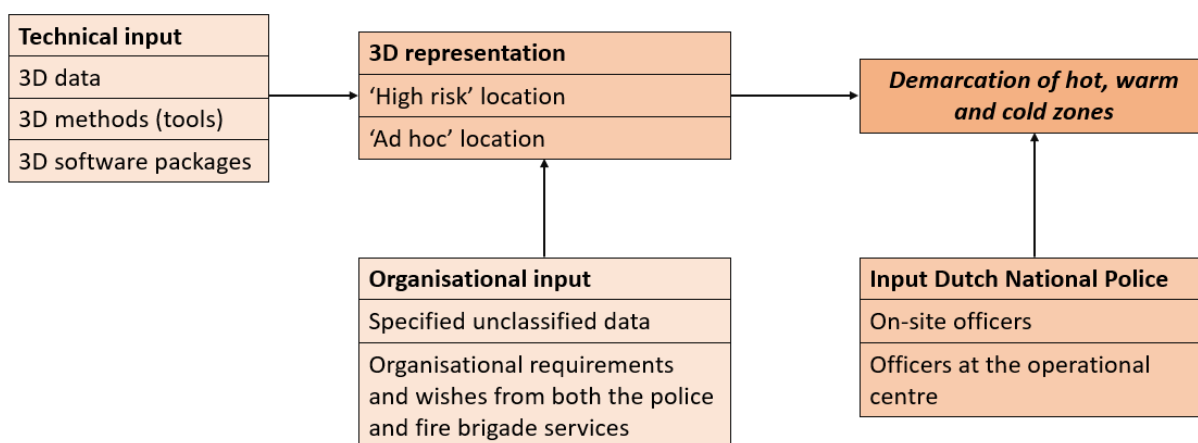 Technical input
3D data
3D methods (tools)
3D software packages
3D representation
‘High risk’ location
‘Ad hoc’ location
Demarcation of hot, warm
and cold zones
Organisational input
Specified unclassified data
Organisational requirements
and wishes from both the police
and fire brigade services
Input Dutch National Police
On-site officers
Officers at the operational
centre